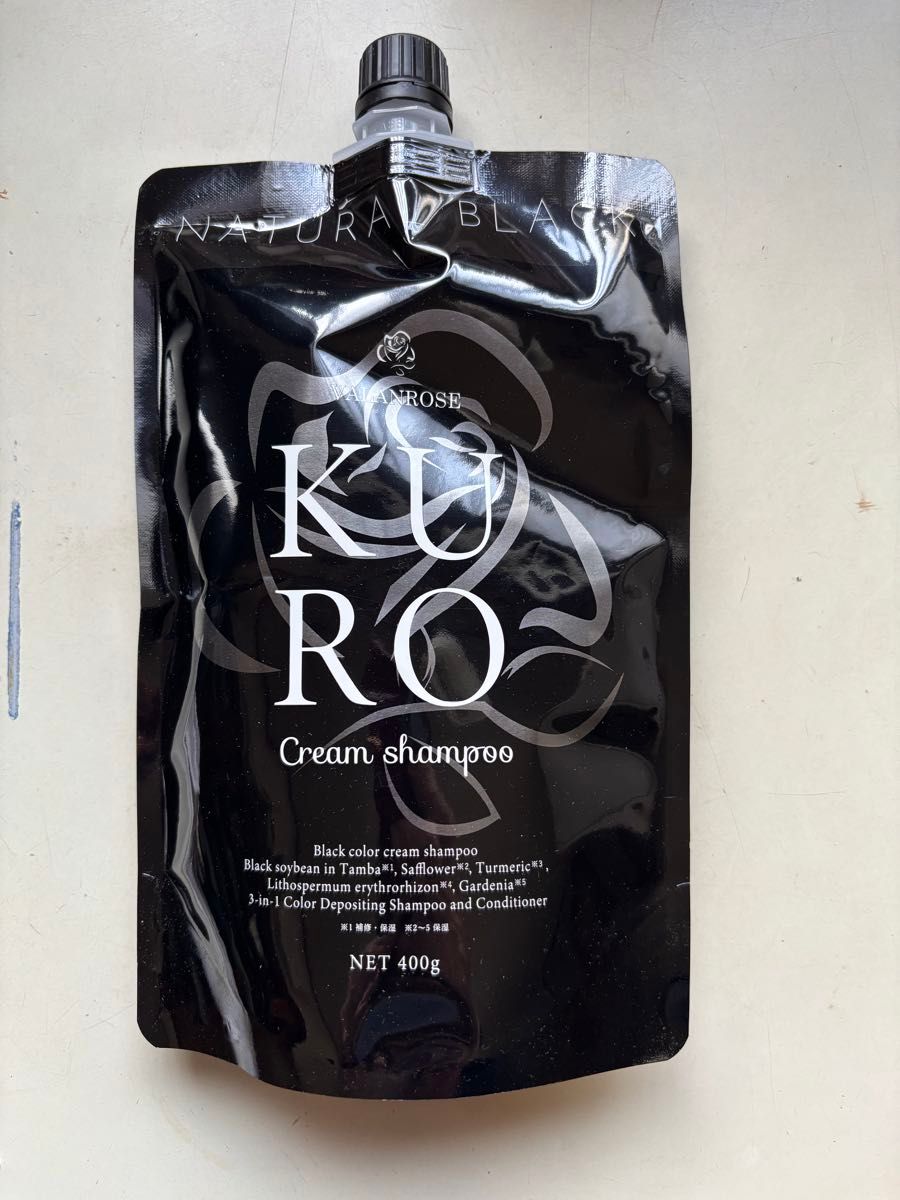 NATURAL BLACK
VALANROSE
KU
RO
Cream shampoo
Black color cream shampoo
Black soybean in Tamba※1, Safflower※2, Turmeric※3,
Lithospermum erythrorhizon※4, Gardenia※5
3-in-1 Color Depositing Shampoo and Conditioner
※1 補修・保湿　※2〜5 保湿
NET 400g